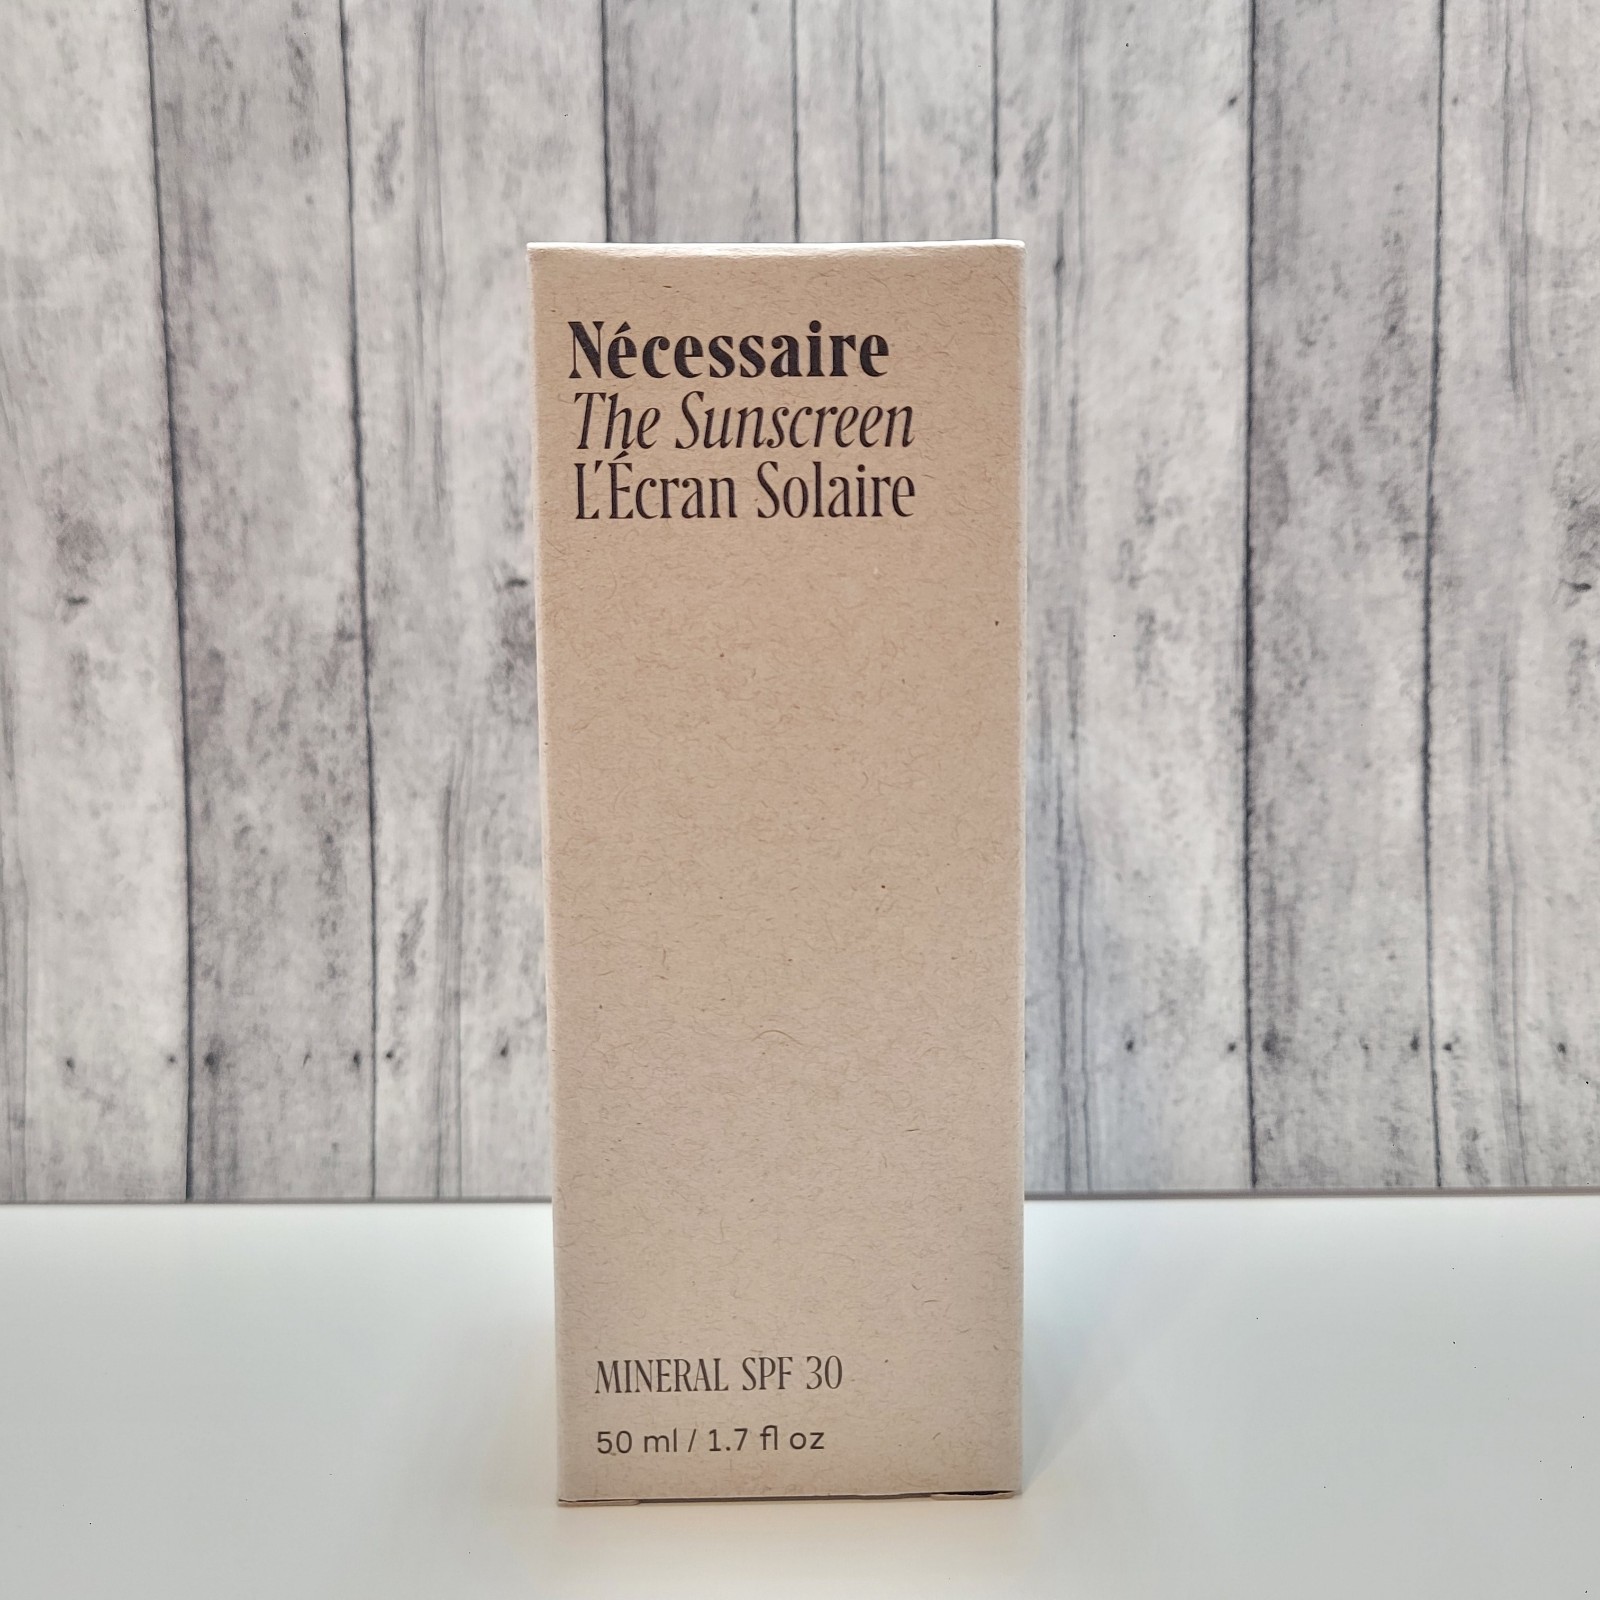 Nécessaire
The Sunscreen
L'Écran Solaire
MINERAL SPF 30
50 ml / 1.7 fl oz